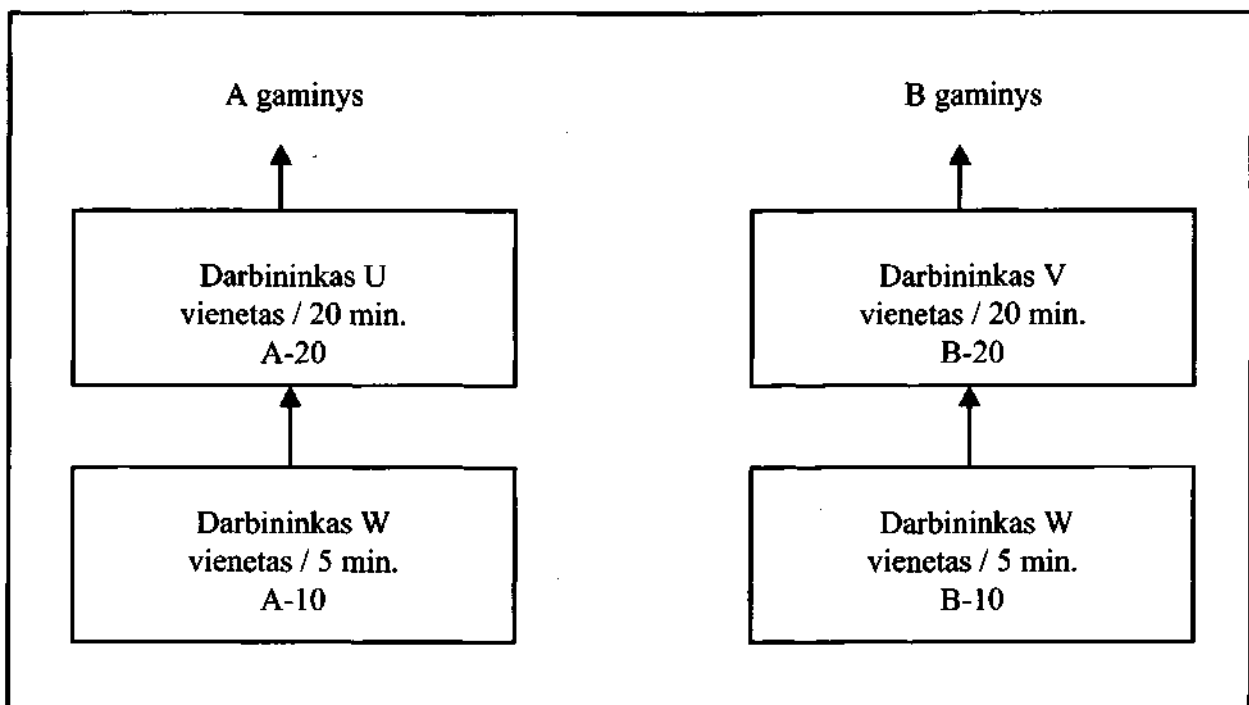 A gaminys
B gaminys
Darbininkas U
vienetas / 20 min.
A-20
Darbininkas V
vienetas / 20 min.
B-20
Darbininkas W
vienetas / 5 min.
A-10
Darbininkas W
vienetas / 5 min.
B-10